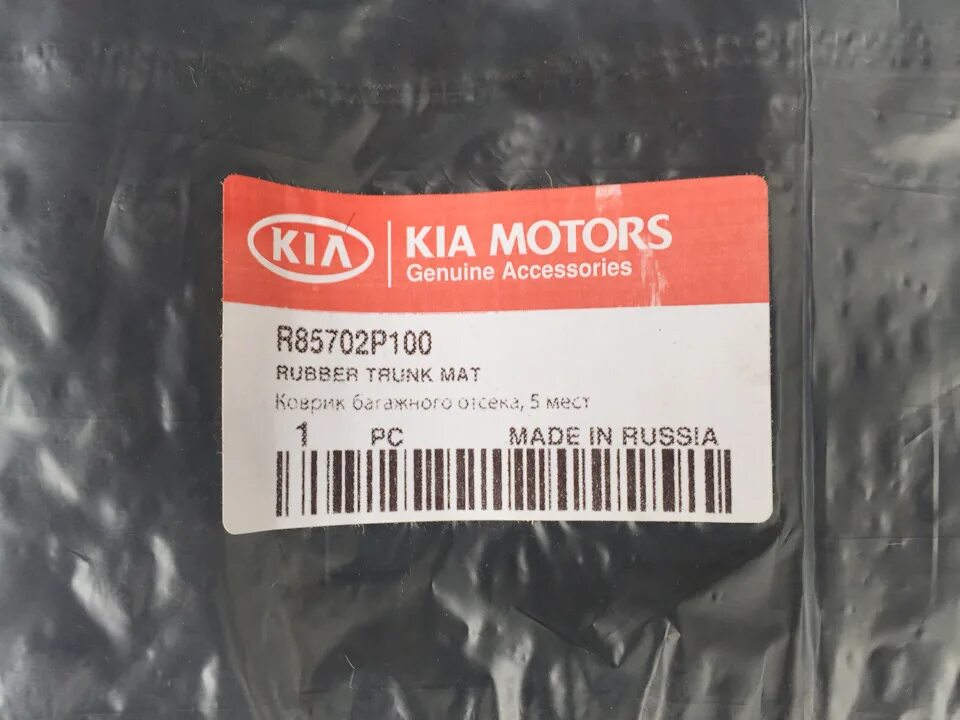 KIA
KIA MOTORS
Genuine Accessories
R85702P100
RUBBER TRUNK MAT
Коврик багажного отсека, 5 мест
1 PC MADE IN RUSSIA